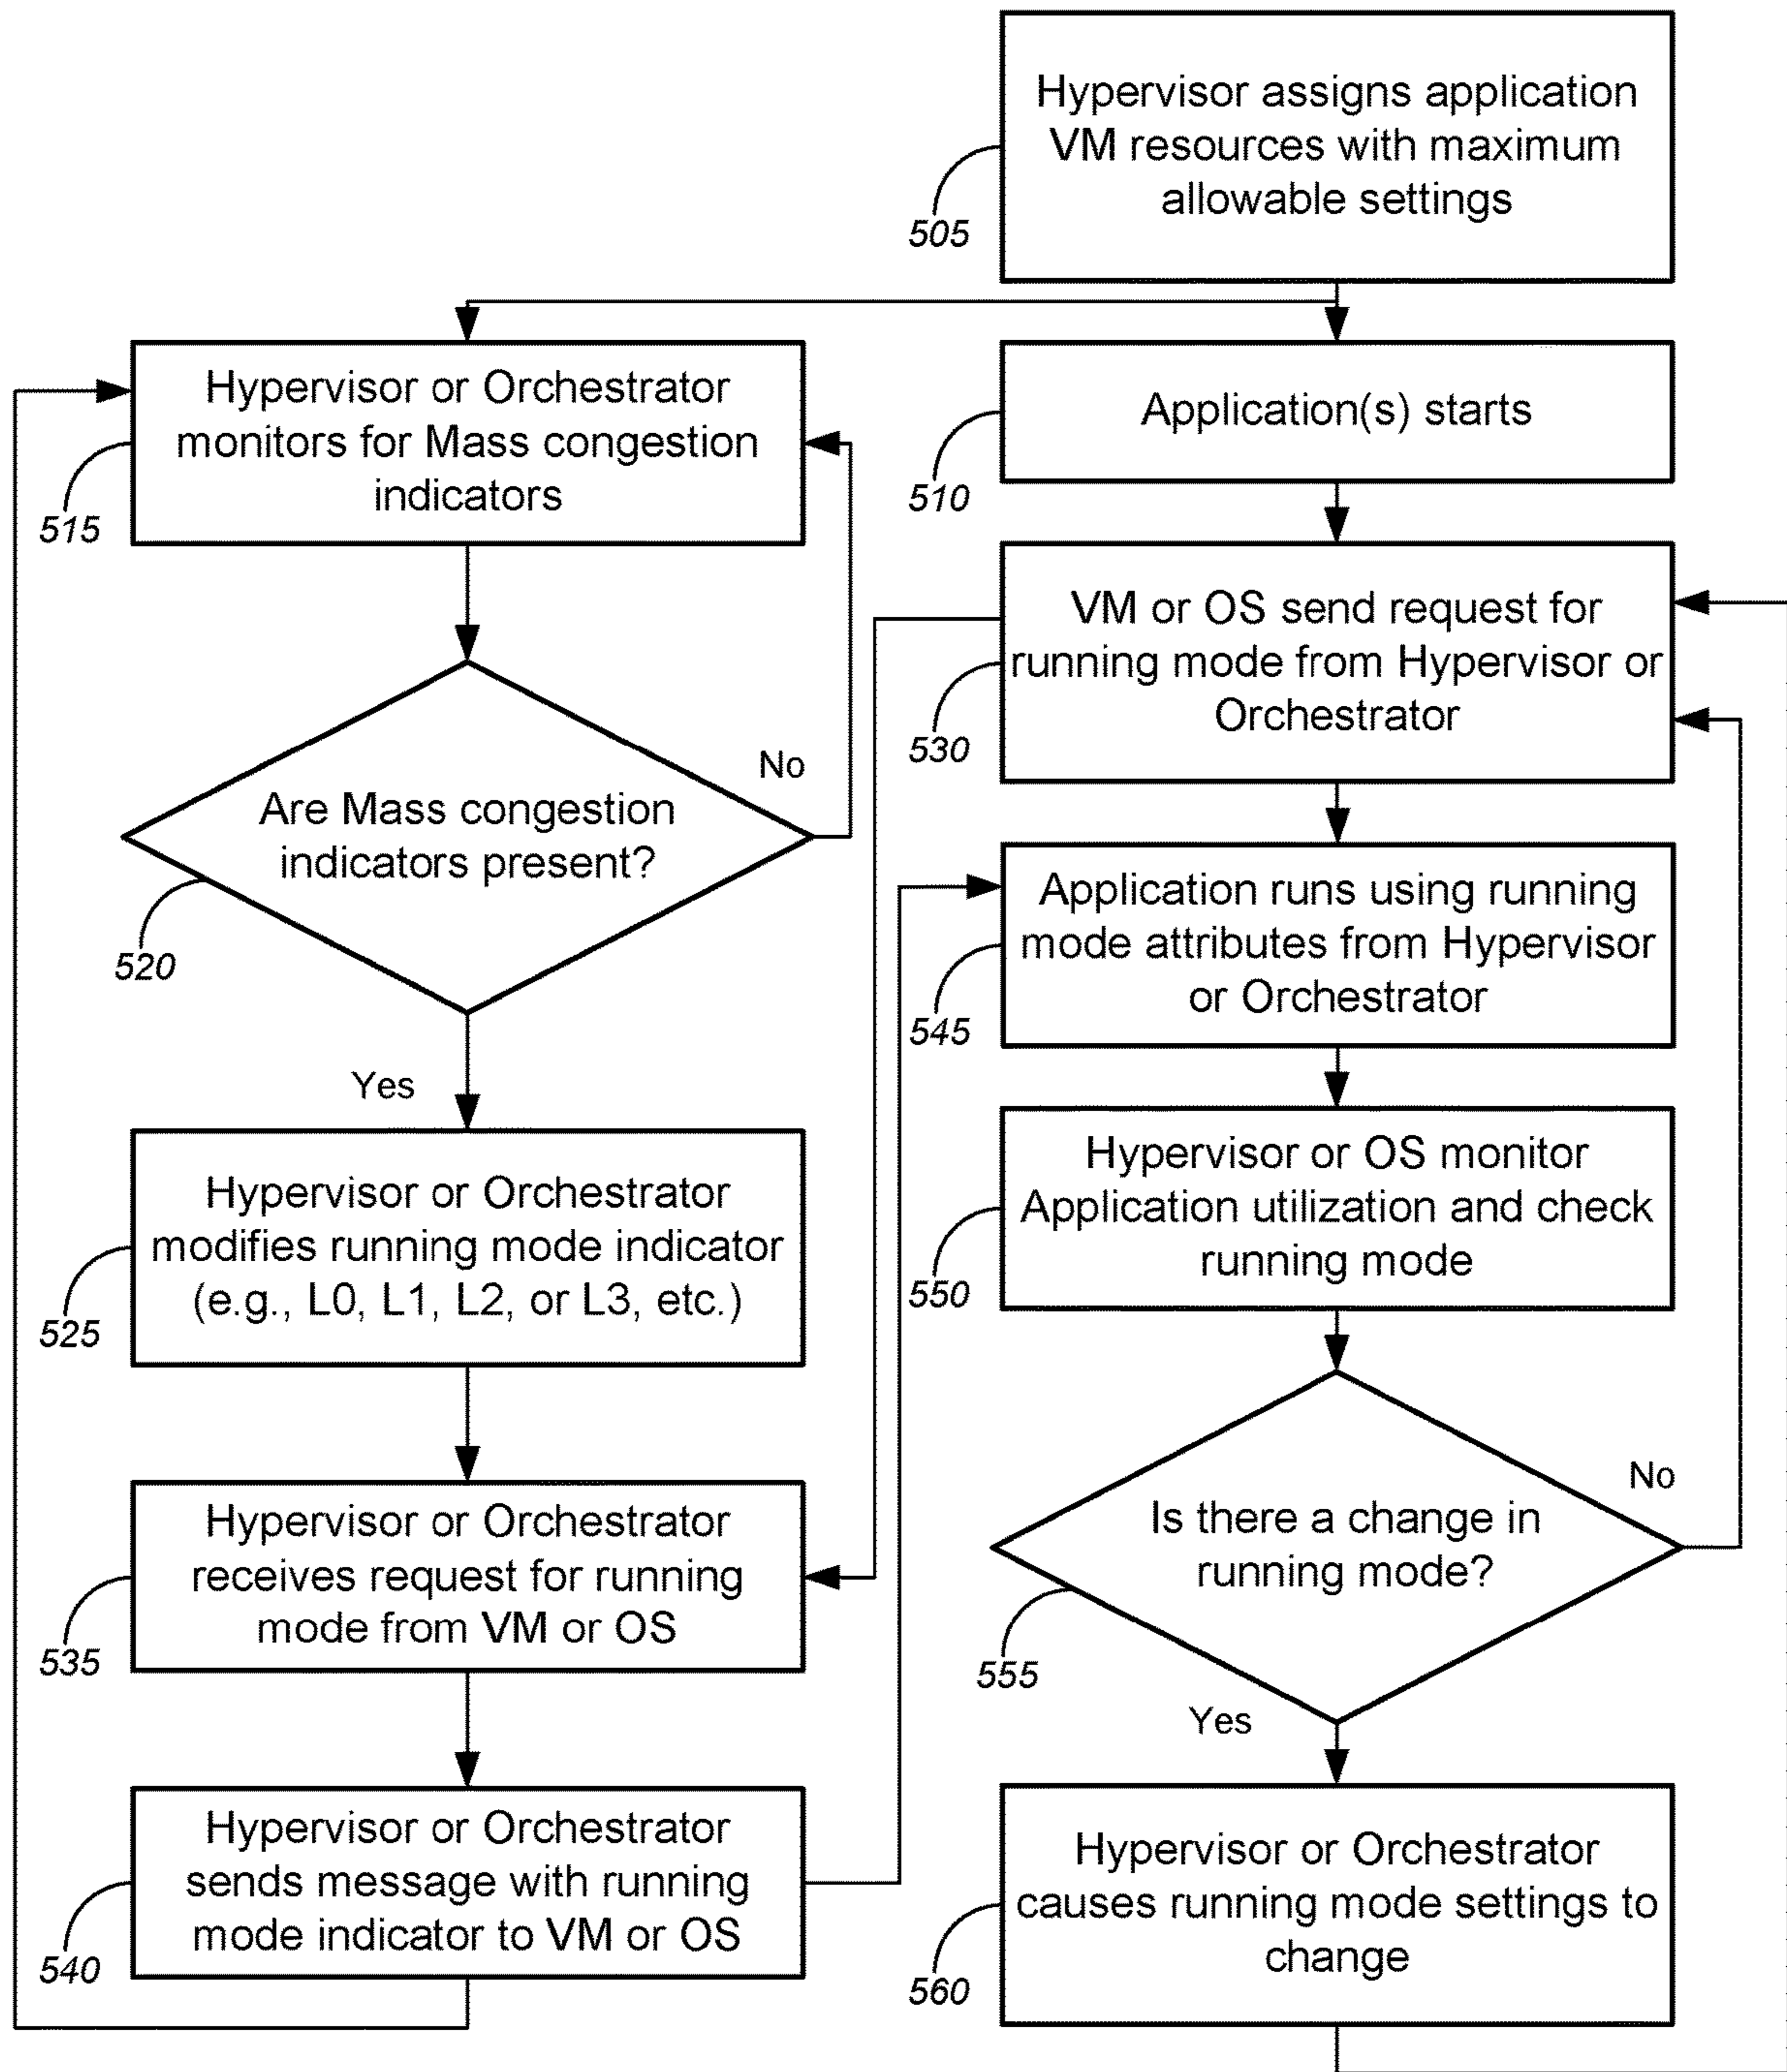 Hypervisor assigns application
VM resources with maximum
allowable settings
505
Hypervisor or Orchestrator
monitors for Mass congestion
indicators
515
Application(s) starts
510
VM or OS send request for
running mode from Hypervisor or
Orchestrator
530
No
Are Mass congestion
indicators present?
520
Yes
Application runs using running
mode attributes from Hypervisor
or Orchestrator
545
Hypervisor or Orchestrator
modifies running mode indicator
(e.g., L0, L1, L2, or L3, etc.)
525
Hypervisor or OS monitor
Application utilization and check
running mode
550
Hypervisor or Orchestrator
receives request for running
mode from VM or OS
535
No
Is there a change in
running mode?
555
Yes
Hypervisor or Orchestrator
sends message with running
mode indicator to VM or OS
540
Hypervisor or Orchestrator
causes running mode settings to
change
560